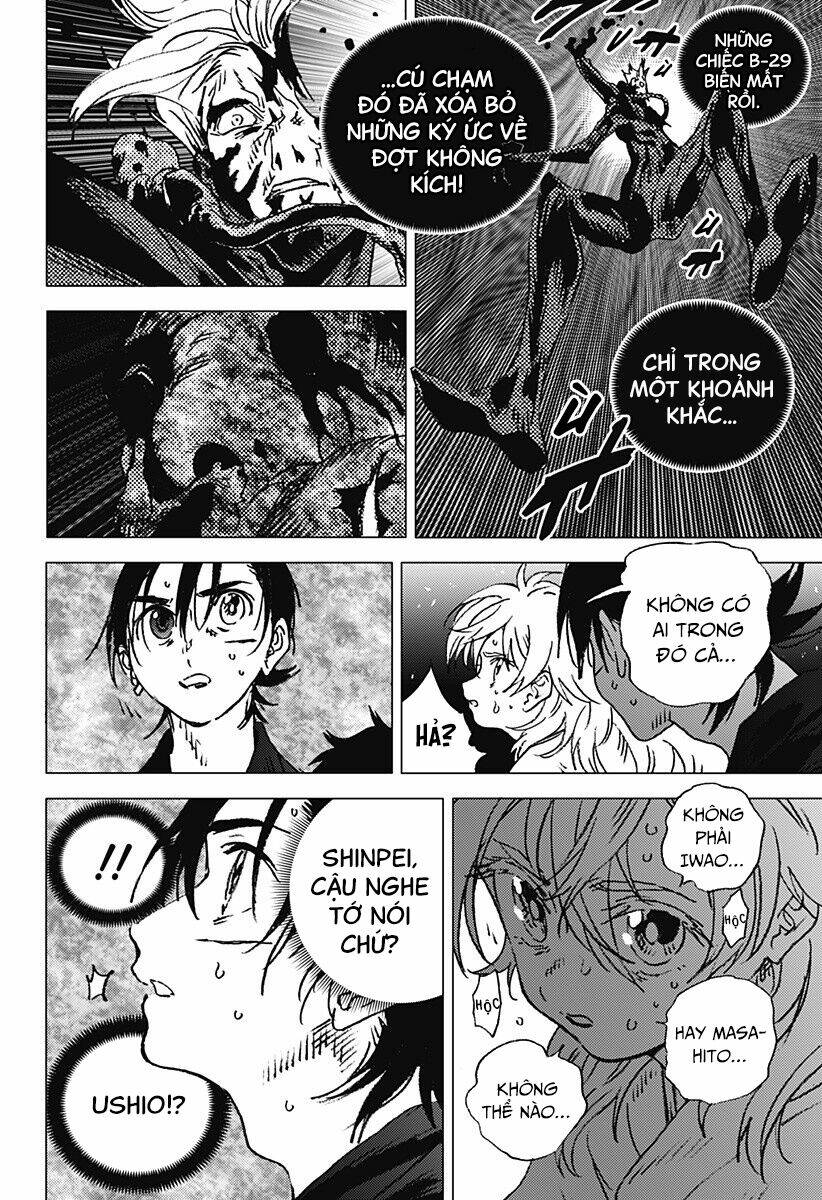 NHỮNG
CHIẾC B-29
BIẾN MẤT
RỒI.
...CÚ CHẠM
ĐÓ ĐÃ XÓA BỎ
NHỮNG KÝ ỨC VỀ
ĐỢT KHÔNG
KÍCH!
CHỈ TRONG
MỘT KHOẢNH
KHẮC...
Ù
Ù
KHÔNG CÓ
AI TRONG
ĐÓ CẢ...
HẢ?
KHÔNG
PHẢI
IWAO...
HỘC
HỘC
HAY MASA-
HITO...
KHÔNG
THỂ NÀO...
SHINPEI,
CẬU NGHE
TỚ NÓI
CHỨ?
!!
USHIO!?